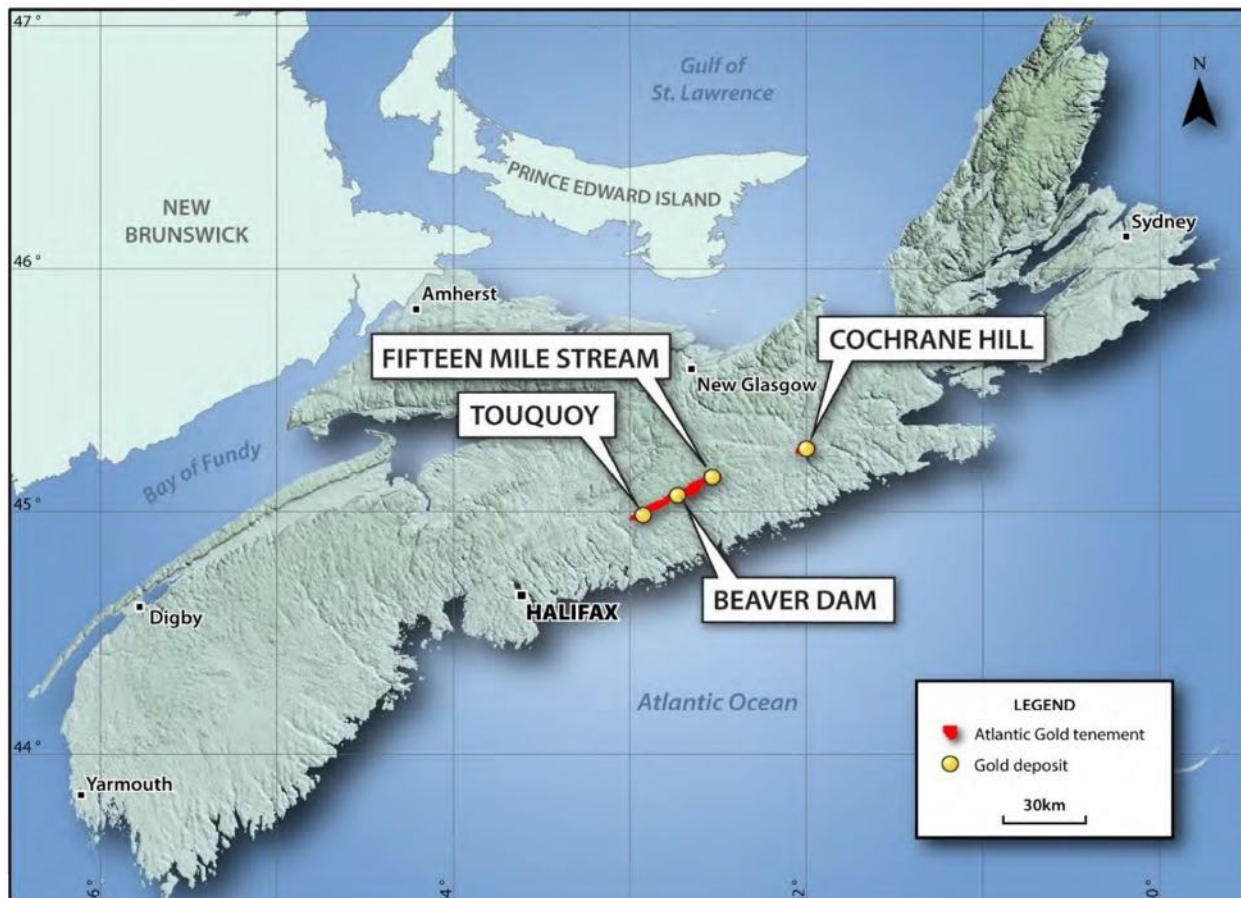 47°
Gulf of
St. Lawrence
N
PRINCE EDWARD ISLAND
NEW
BRUNSWICK
Sydney
46°
Amherst
COCHRANE HILL
FIFTEEN MILE STREAM
New Glasgow
TOUQUOY
Bay of Fundy
45°
BEAVER DAM
HALIFAX
Digby
Atlantic Ocean
LEGEND
Atlantic Gold tenement
Gold deposit
30km
44°
Yarmouth